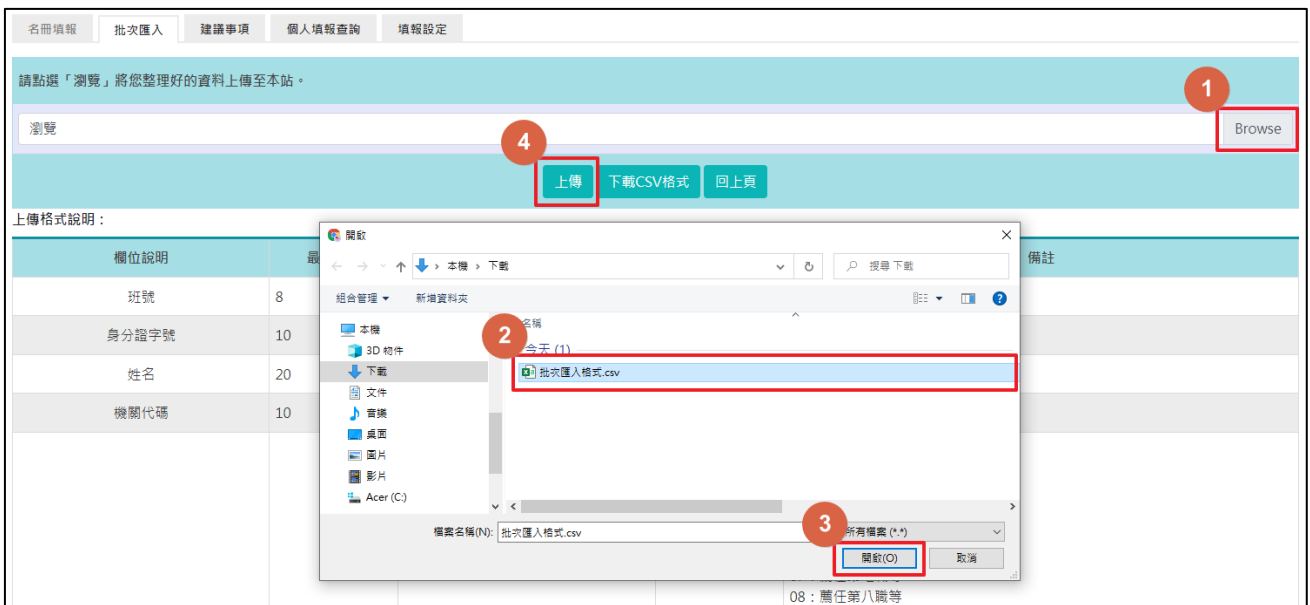 名冊填報 批次匯入 建議事項 個人填報查詢 填報設定
請點選「瀏覽」將您整理好的資料上傳至本站。
1
瀏覽 Browse
4
上傳 下載CSV格式 回上頁
上傳格式說明：
欄位說明 最 備註
班號 8
身分證字號 10
姓名 20
機關代碼 10
開啟
本機 › 下載 搜尋 下載
組合管理 新增資料夾
2
名稱
今天 (1)
批次匯入格式.csv
本機
3D 物件
下載
文件
音樂
桌面
圖片
影片
Acer (C:)
3
檔案名稱(N): 批次匯入格式.csv 所有檔案 (*.*)
開啟(O) 取消
08：薦任第八職等